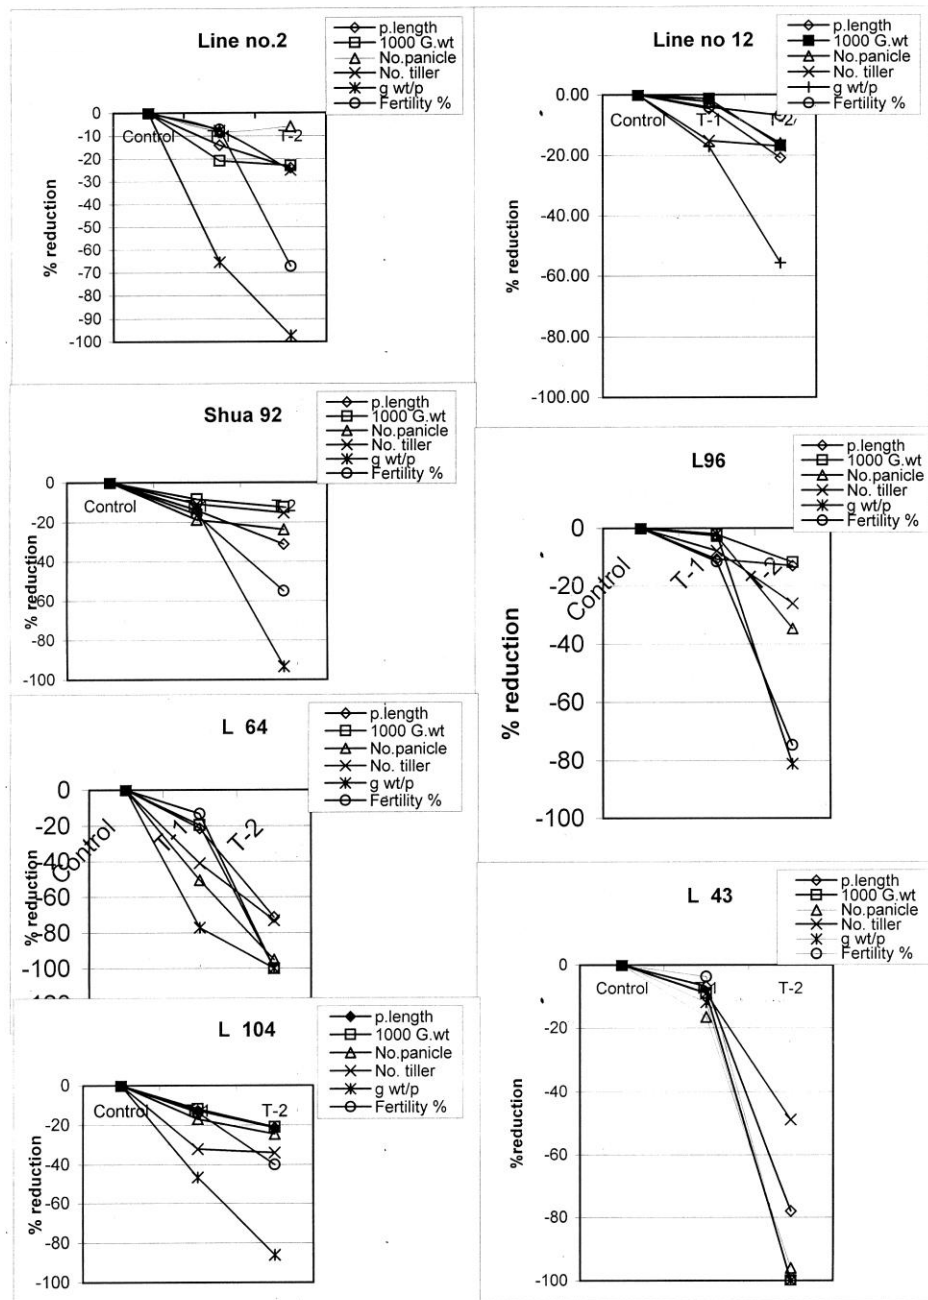 Line no.2
p.length
1000 G.wt
No.panicle
No. tiller
g wt/p
Fertility %
0
-10
-20
-30
-40
-50
-60
-70
-80
-90
-100
% reduction
Control
T-2
Line no 12
p.length
1000 G.wt
No.panicle
No. tiller
g wt/p
Fertility %
0.00
-20.00
-40.00
-60.00
-80.00
-100.00
% reduction
Control
T-1
T-2
Shua 92
p.length
1000 G.wt
No.panicle
No. tiller
g wt/p
Fertility %
0
-20
-40
-60
-80
-100
% reduction
Control
L96
p.length
1000 G.wt
No.panicle
No. tiller
g wt/p
Fertility %
0
-20
-40
-60
-80
-100
% reduction
Control
T-1
T-2
L 64
p.length
1000 G.wt
No.panicle
No. tiller
g wt/p
Fertility %
0
-20
-40
-60
-80
-100
% reduction
Control
T-1
T-2
L 43
p.length
1000 G.wt
No.panicle
No. tiller
g wt/p
Fertility %
0
-20
-40
-60
-80
-100
%reduction
Control
T-2
L 104
p.length
1000 G.wt
No.panicle
No. tiller
g wt/p
Fertility %
0
-20
-40
-60
-80
-100
% reduction
Control
T-2